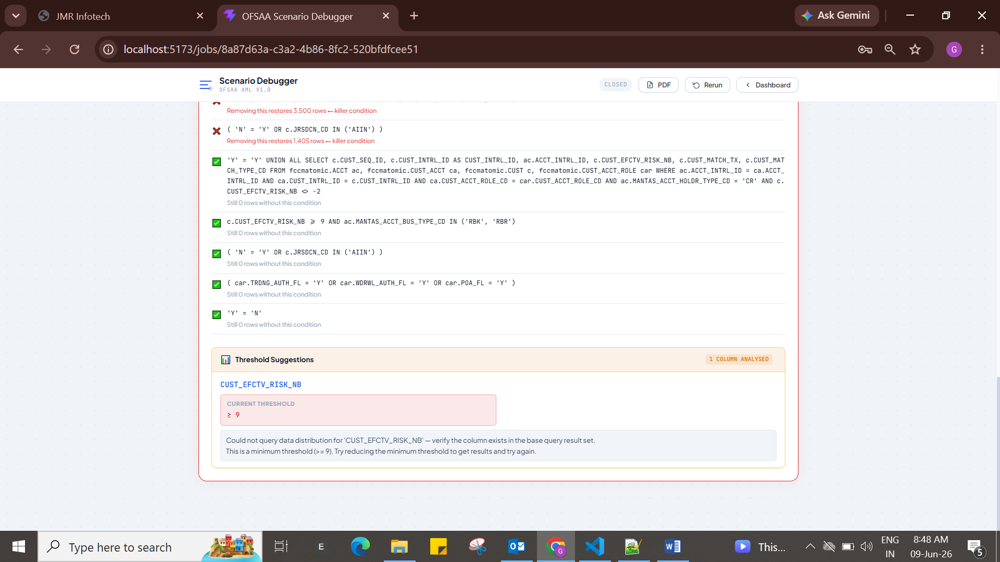 JMR Infotech
OFSAA Scenario Debugger
Ask Gemini
localhost:5173/jobs/8a87d63a-c3a2-4b86-8fc2-520bfdfcee51
G
Scenario Debugger
OFSAA AML V1.0
CLOSED
PDF
Rerun
Dashboard
Removing this restores 3,500 rows ← killer condition
( 'N' = 'Y' OR c.JRSDCN_CD IN ('AIIN') )
Removing this restores 1,405 rows ← killer condition
'Y' = 'Y' UNION ALL SELECT c.CUST_SEQ_ID, c.CUST_INTRL_ID AS CUST_INTRL_ID, ac.ACCT_INTRL_ID, c.CUST_EFCTV_RISK_NB, c.CUST_MATCH_TX, c.CUST_MAT
CH_TYPE_CD FROM fccmatomic.ACCT ac, fccmatomic.CUST_ACCT ca, fccmatomic.CUST c, fccmatomic.CUST_ACCT_ROLE car WHERE ac.ACCT_INTRL_ID = ca.ACCT_
INTRL_ID AND ca.CUST_INTRL_ID = c.CUST_INTRL_ID AND ca.CUST_ACCT_ROLE_CD = car.CUST_ACCT_ROLE_CD AND ac.MANTAS_ACCT_HOLDR_TYPE_CD = 'CR' AND c.
CUST_EFCTV_RISK_NB <> -2
Still 0 rows without this condition
c.CUST_EFCTV_RISK_NB >= 9 AND ac.MANTAS_ACCT_BUS_TYPE_CD IN ('RBK', 'RBR')
Still 0 rows without this condition
( 'N' = 'Y' OR c.JRSDCN_CD IN ('AIIN') )
Still 0 rows without this condition
( car.TRDNG_AUTH_FL = 'Y' OR car.WDRWL_AUTH_FL = 'Y' OR car.POA_FL = 'Y' )
Still 0 rows without this condition
'Y' = 'N'
Still 0 rows without this condition
Threshold Suggestions
1 COLUMN ANALYSED
CUST_EFCTV_RISK_NB
CURRENT THRESHOLD
≥ 9
Could not query data distribution for 'CUST_EFCTV_RISK_NB' — verify the column exists in the base query result set.
This is a minimum threshold (>= 9). Try reducing the minimum threshold to get results and try again.
Type here to search
E
This...
ENG
IN
8:48 AM
09-Jun-26
5